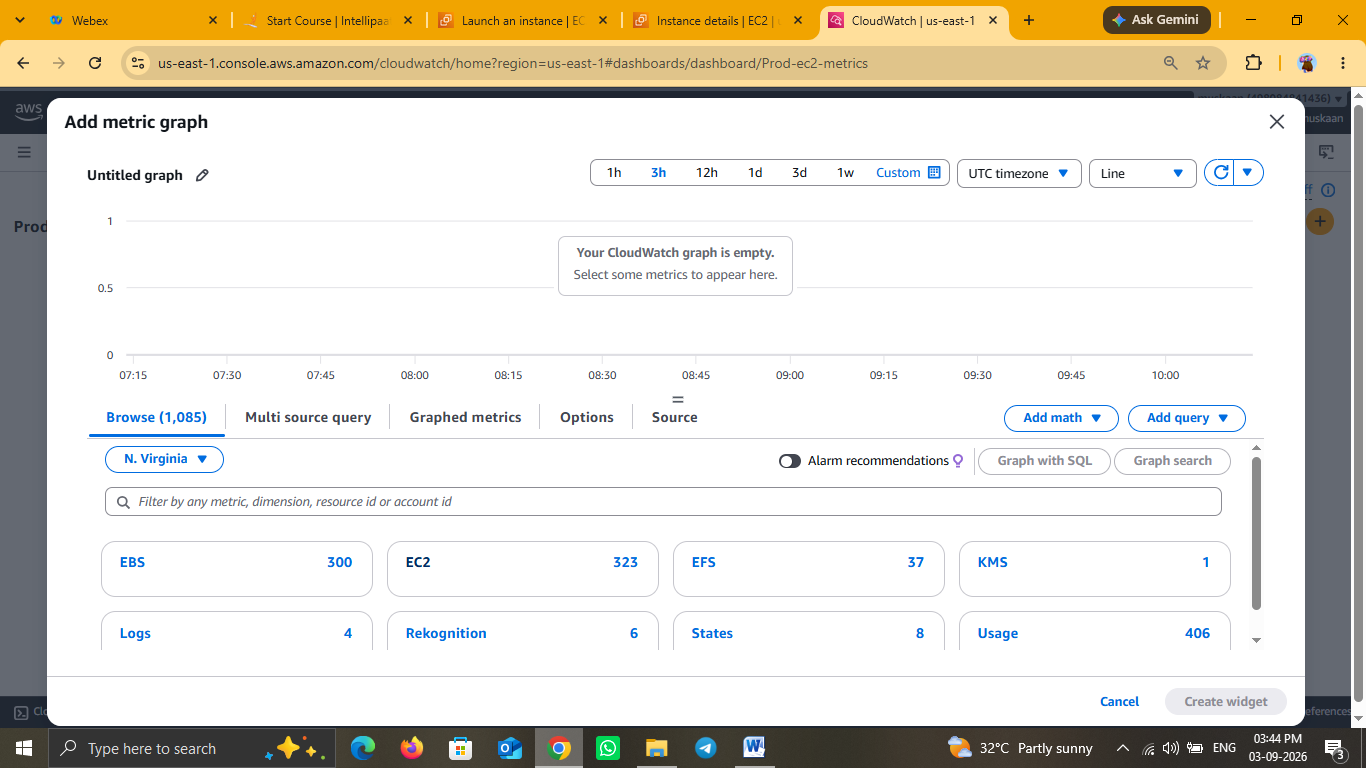 Webex
Start Course | Intellipaa
Launch an instance | EC
Instance details | EC2 |
CloudWatch | us-east-1
Ask Gemini
us-east-1.console.aws.amazon.com/cloudwatch/home?region=us-east-1#dashboards/dashboard/Prod-ec2-metrics
aws
Add metric graph
muskaan
Untitled graph
1h 3h 12h 1d 3d 1w Custom
UTC timezone
Line
Prod
1
Your CloudWatch graph is empty.
Select some metrics to appear here.
0.5
0
07:15 07:30 07:45 08:00 08:15 08:30 08:45 09:00 09:15 09:30 09:45 10:00
Browse (1,085) Multi source query Graphed metrics Options Source
Add math
Add query
N. Virginia
Alarm recommendations
Graph with SQL
Graph search
Filter by any metric, dimension, resource id or account id
EBS 300 EC2 323 EFS 37 KMS 1
Logs 4 Rekognition 6 States 8 Usage 406
Cancel
Create widget
Clo
eferences
Type here to search
32°C Partly sunny
ENG
03:44 PM
03-09-2026
3